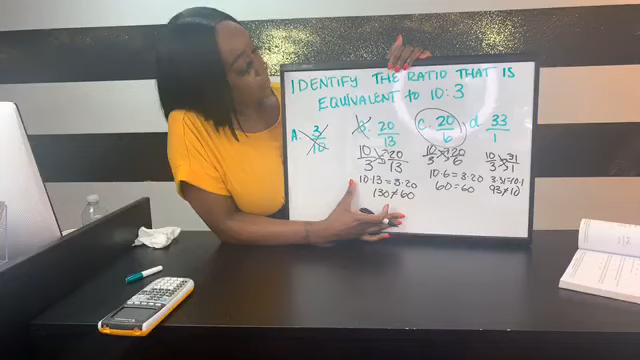 IDENTIFY THE RATIO THAT IS
EQUIVALENT to 10:3
A. 3/10
B. 20/13
10/3 = 20/13
10·13 = 3·20
130 ≠ 60
C. 20/6
10/3 = 20/6
10·6 = 3·20
60 = 60
d. 33/1
10/3 31/1
3·31=10·1
93≠10